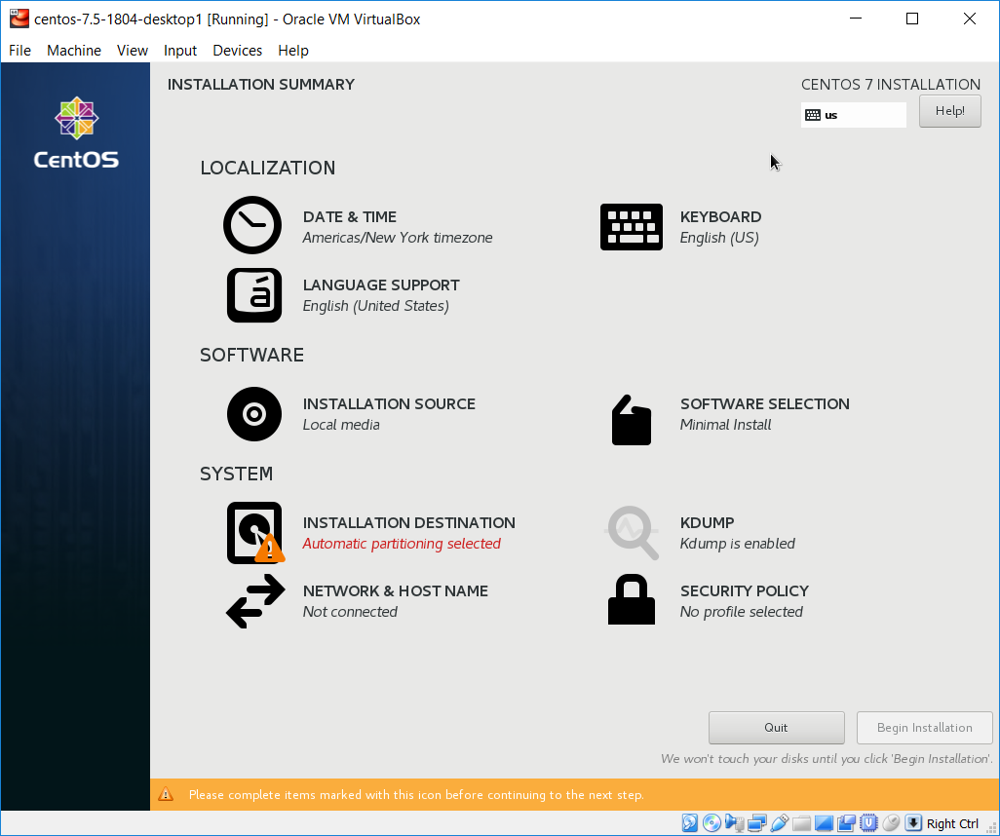 centos-7.5-1804-desktop1 [Running] - Oracle VM VirtualBox
File Machine View Input Devices Help
CentOS
INSTALLATION SUMMARY
CENTOS 7 INSTALLATION
us
Help!
LOCALIZATION
DATE & TIME
Americas/New York timezone
KEYBOARD
English (US)
á
LANGUAGE SUPPORT
English (United States)
SOFTWARE
INSTALLATION SOURCE
Local media
SOFTWARE SELECTION
Minimal Install
SYSTEM
INSTALLATION DESTINATION
Automatic partitioning selected
KDUMP
Kdump is enabled
NETWORK & HOST NAME
Not connected
SECURITY POLICY
No profile selected
Quit
Begin Installation
We won't touch your disks until you click 'Begin Installation'.
Please complete items marked with this icon before continuing to the next step.
Right Ctrl